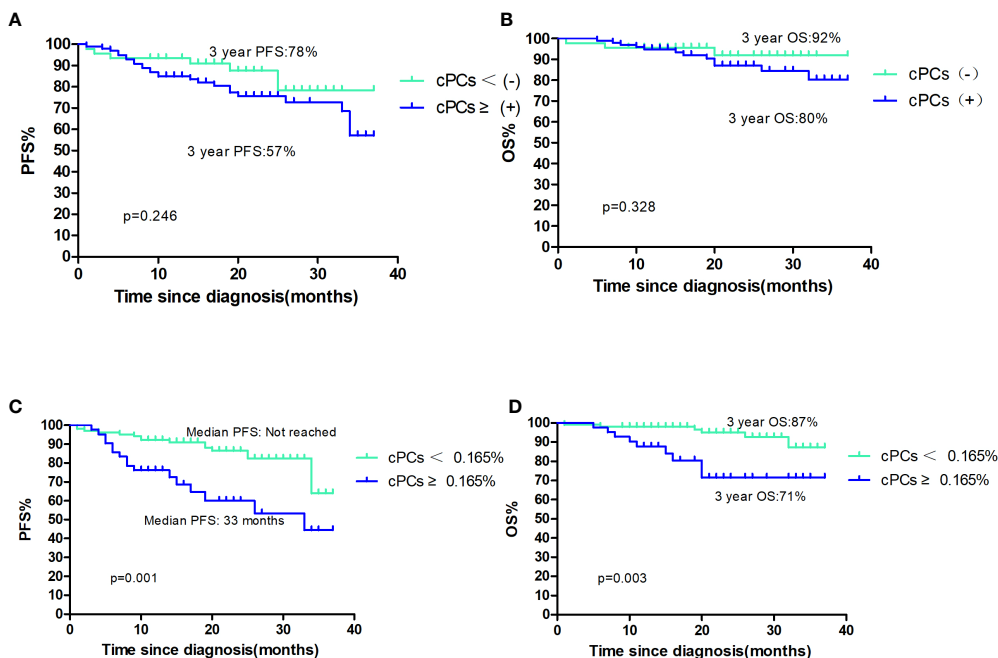 A
PFS%
100
90
80
70
60
50
40
30
20
10
0
3 year PFS:78%
3 year PFS:57%
p=0.246
0 10 20 30 40
Time since diagnosis(months)
cPCs < (-)
cPCs ≥ (+)
B
OS%
100
90
80
70
60
50
40
30
20
10
0
3 year OS:92%
3 year OS:80%
p=0.328
0 10 20 30 40
Time since diagnosis(months)
cPCs (-)
cPCs (+)
C
PFS%
100
90
80
70
60
50
40
30
20
10
0
Median PFS: Not reached
Median PFS: 33 months
p=0.001
0 10 20 30 40
Time since diagnosis(months)
cPCs < 0.165%
cPCs ≥ 0.165%
D
OS%
100
90
80
70
60
50
40
30
20
10
0
3 year OS:87%
3 year OS:71%
p=0.003
0 10 20 30 40
Time since diagnosis(months)
cPCs < 0.165%
cPCs ≥ 0.165%